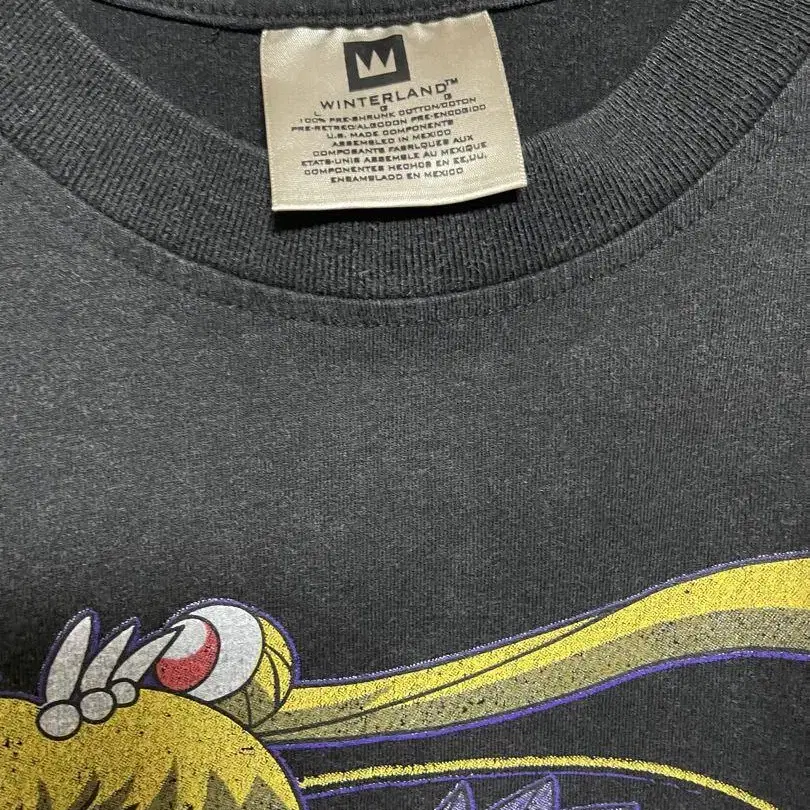 WINTERLAND™
L G G
100% PRE-SHRUNK COTTON/COTON
PRE-RETREC/ALGODON PRE-ENCOGIDO
U.S. MADE COMPONENTS
ASSEMBLED IN MEXICO
COMPOSANTS FABRIQUES AUX
ETATS-UNIS ASSEMBLE AU MEXIQUE
COMPONENTES HECHOS EN EE.UU.
ENSAMBLADO EN MEXICO